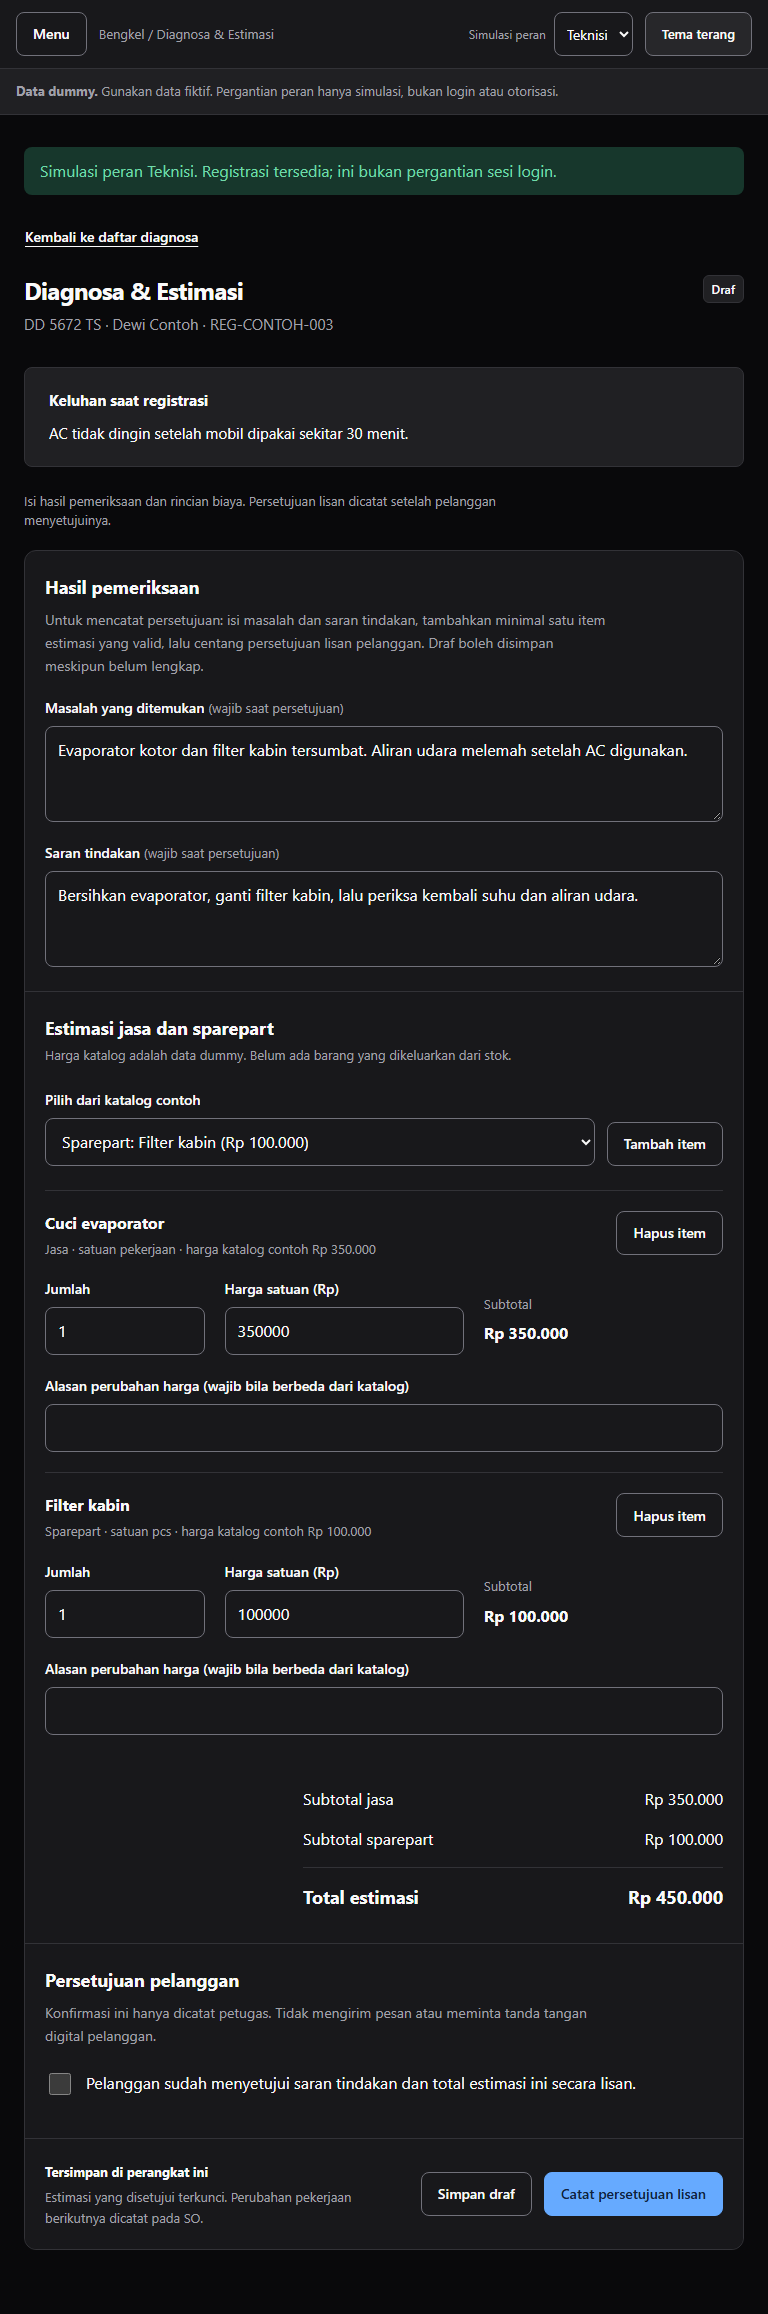 Menu
Bengkel / Diagnosa & Estimasi
Simulasi peran
Teknisi
Tema terang
Data dummy. Gunakan data fiktif. Pergantian peran hanya simulasi, bukan login atau otorisasi.
Simulasi peran Teknisi. Registrasi tersedia; ini bukan pergantian sesi login.
Kembali ke daftar diagnosa
Diagnosa & Estimasi
Draf
DD 5672 TS · Dewi Contoh · REG-CONTOH-003
Keluhan saat registrasi
AC tidak dingin setelah mobil dipakai sekitar 30 menit.
Isi hasil pemeriksaan dan rincian biaya. Persetujuan lisan dicatat setelah pelanggan
menyetujuinya.
Hasil pemeriksaan
Untuk mencatat persetujuan: isi masalah dan saran tindakan, tambahkan minimal satu item
estimasi yang valid, lalu centang persetujuan lisan pelanggan. Draf boleh disimpan
meskipun belum lengkap.
Masalah yang ditemukan (wajib saat persetujuan)
Evaporator kotor dan filter kabin tersumbat. Aliran udara melemah setelah AC digunakan.
Saran tindakan (wajib saat persetujuan)
Bersihkan evaporator, ganti filter kabin, lalu periksa kembali suhu dan aliran udara.
Estimasi jasa dan sparepart
Harga katalog adalah data dummy. Belum ada barang yang dikeluarkan dari stok.
Pilih dari katalog contoh
Sparepart: Filter kabin (Rp 100.000)
Tambah item
Cuci evaporator
Hapus item
Jasa · satuan pekerjaan · harga katalog contoh Rp 350.000
Jumlah
Harga satuan (Rp)
Subtotal
1
350000
Rp 350.000
Alasan perubahan harga (wajib bila berbeda dari katalog)
Filter kabin
Hapus item
Sparepart · satuan pcs · harga katalog contoh Rp 100.000
Jumlah
Harga satuan (Rp)
Subtotal
1
100000
Rp 100.000
Alasan perubahan harga (wajib bila berbeda dari katalog)
Subtotal jasa
Rp 350.000
Subtotal sparepart
Rp 100.000
Total estimasi
Rp 450.000
Persetujuan pelanggan
Konfirmasi ini hanya dicatat petugas. Tidak mengirim pesan atau meminta tanda tangan
digital pelanggan.
Pelanggan sudah menyetujui saran tindakan dan total estimasi ini secara lisan.
Tersimpan di perangkat ini
Estimasi yang disetujui terkunci. Perubahan pekerjaan
berikutnya dicatat pada SO.
Simpan draf
Catat persetujuan lisan